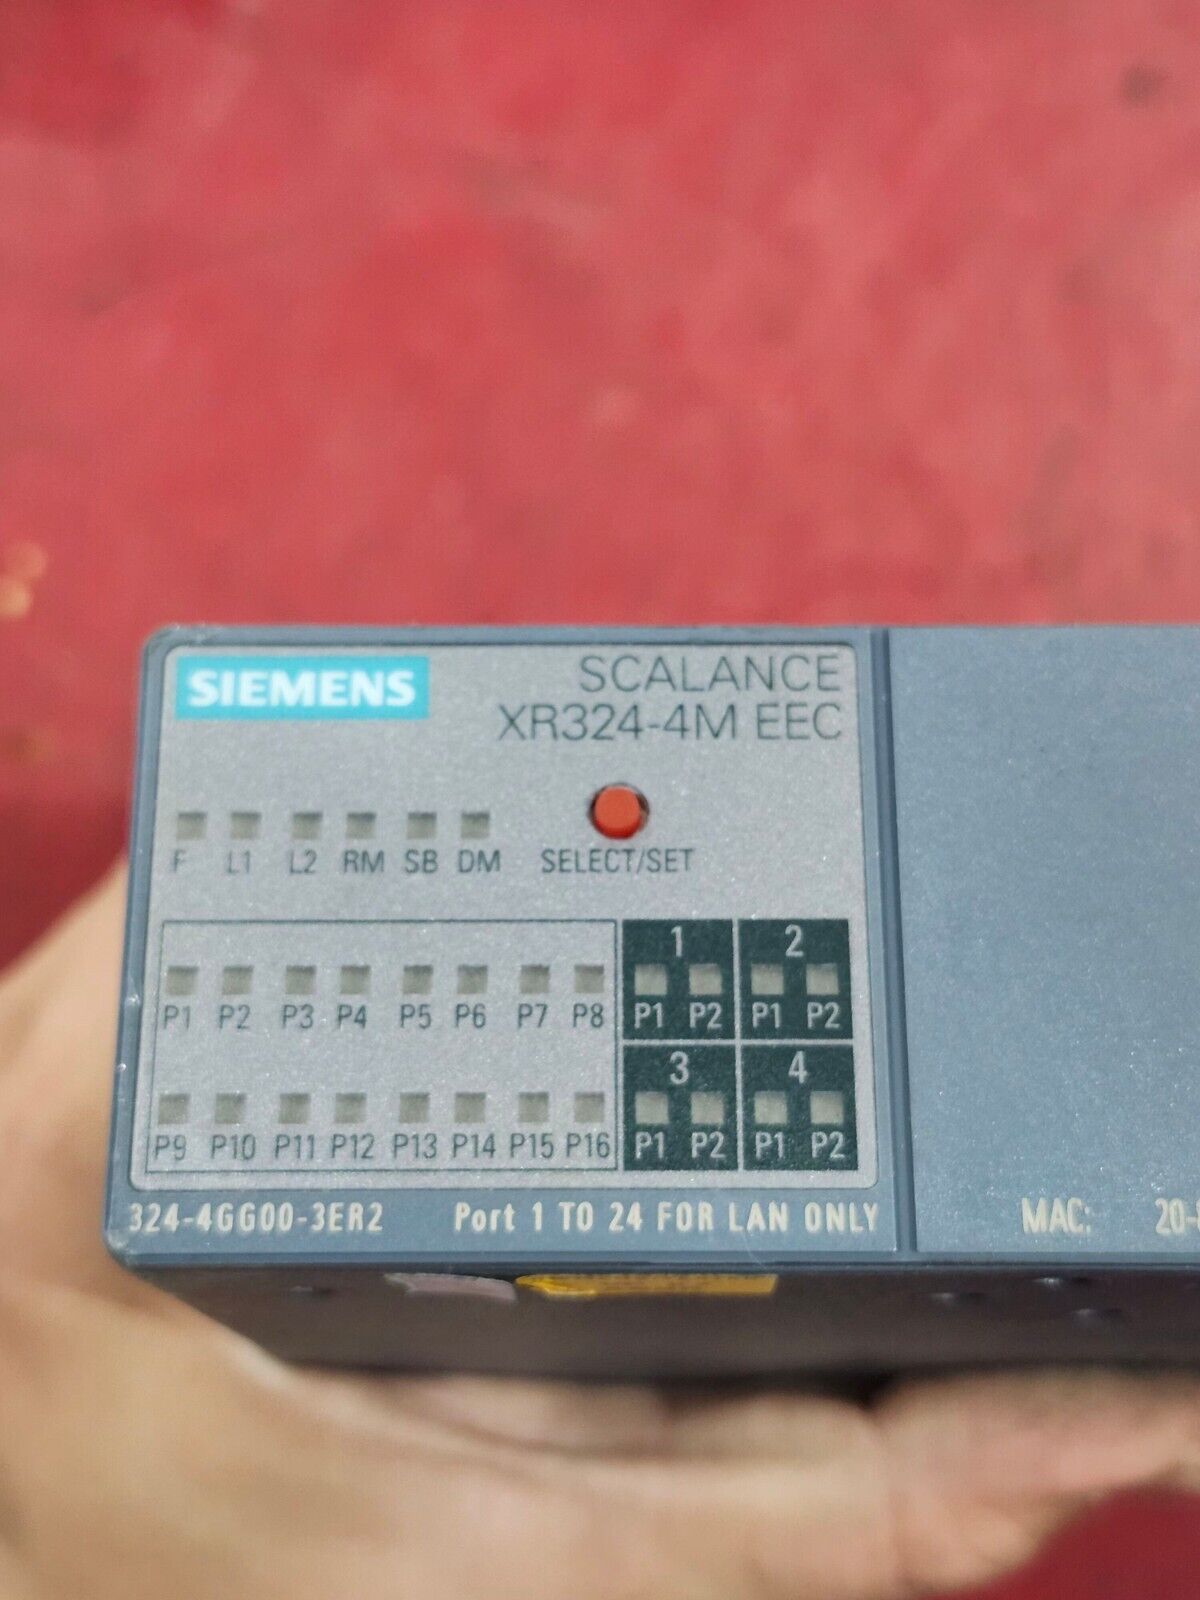 SIEMENS
SCALANCE
XR324-4M EEC
F L1 L2 RM SB DM SELECT/SET
1 2
P1 P2 P3 P4 P5 P6 P7 P8 P1 P2 P1 P2
3 4
P9 P10 P11 P12 P13 P14 P15 P16 P1 P2 P1 P2
324-4GG00-3ER2 Port 1 TO 24 FOR LAN ONLY MAC: 20-